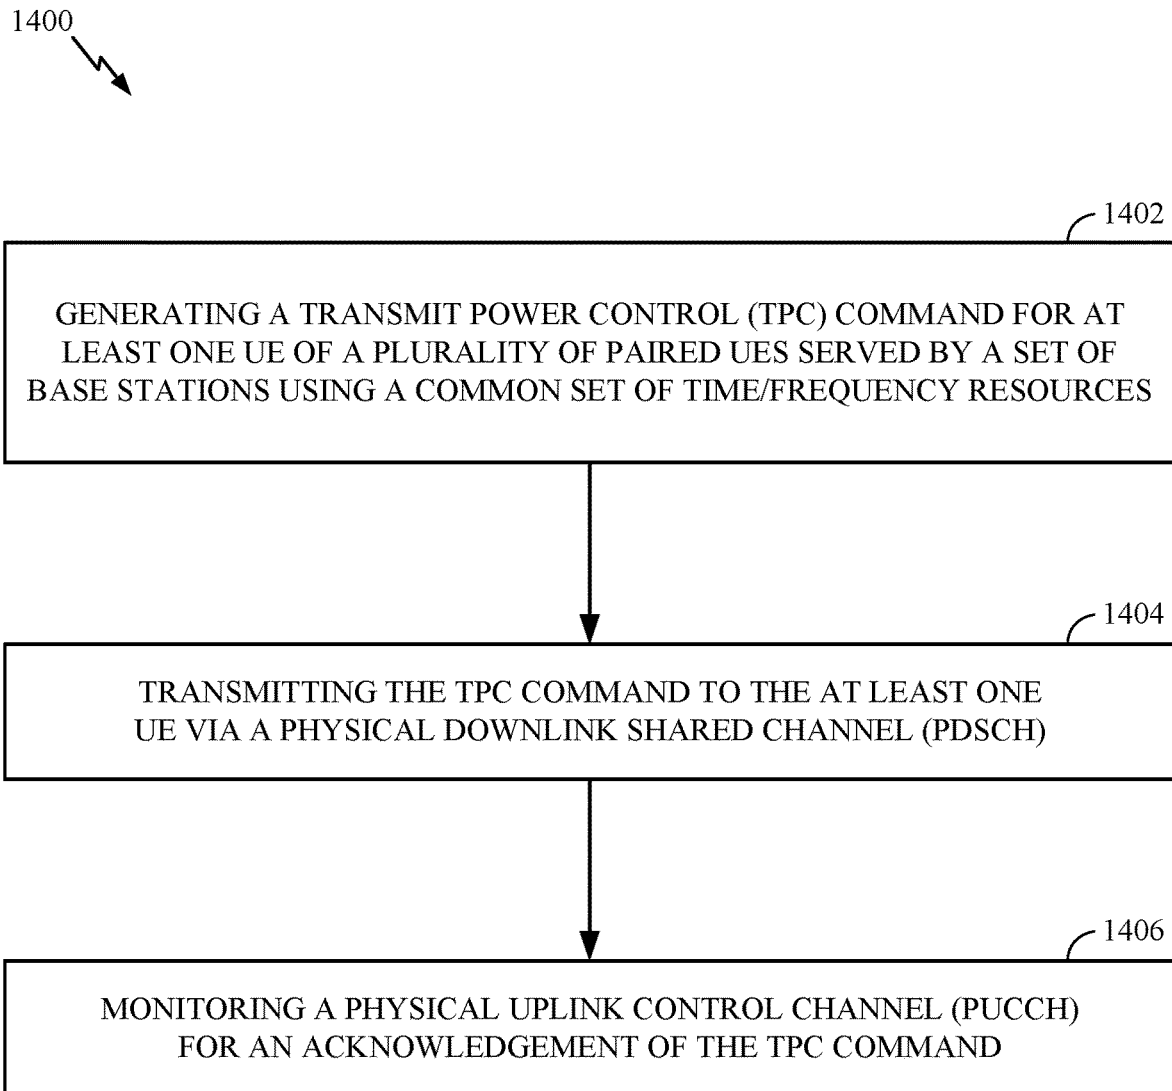 1400
1402
GENERATING A TRANSMIT POWER CONTROL (TPC) COMMAND FOR AT
LEAST ONE UE OF A PLURALITY OF PAIRED UES SERVED BY A SET OF
BASE STATIONS USING A COMMON SET OF TIME/FREQUENCY RESOURCES
1404
TRANSMITTING THE TPC COMMAND TO THE AT LEAST ONE
UE VIA A PHYSICAL DOWNLINK SHARED CHANNEL (PDSCH)
1406
MONITORING A PHYSICAL UPLINK CONTROL CHANNEL (PUCCH)
FOR AN ACKNOWLEDGEMENT OF THE TPC COMMAND